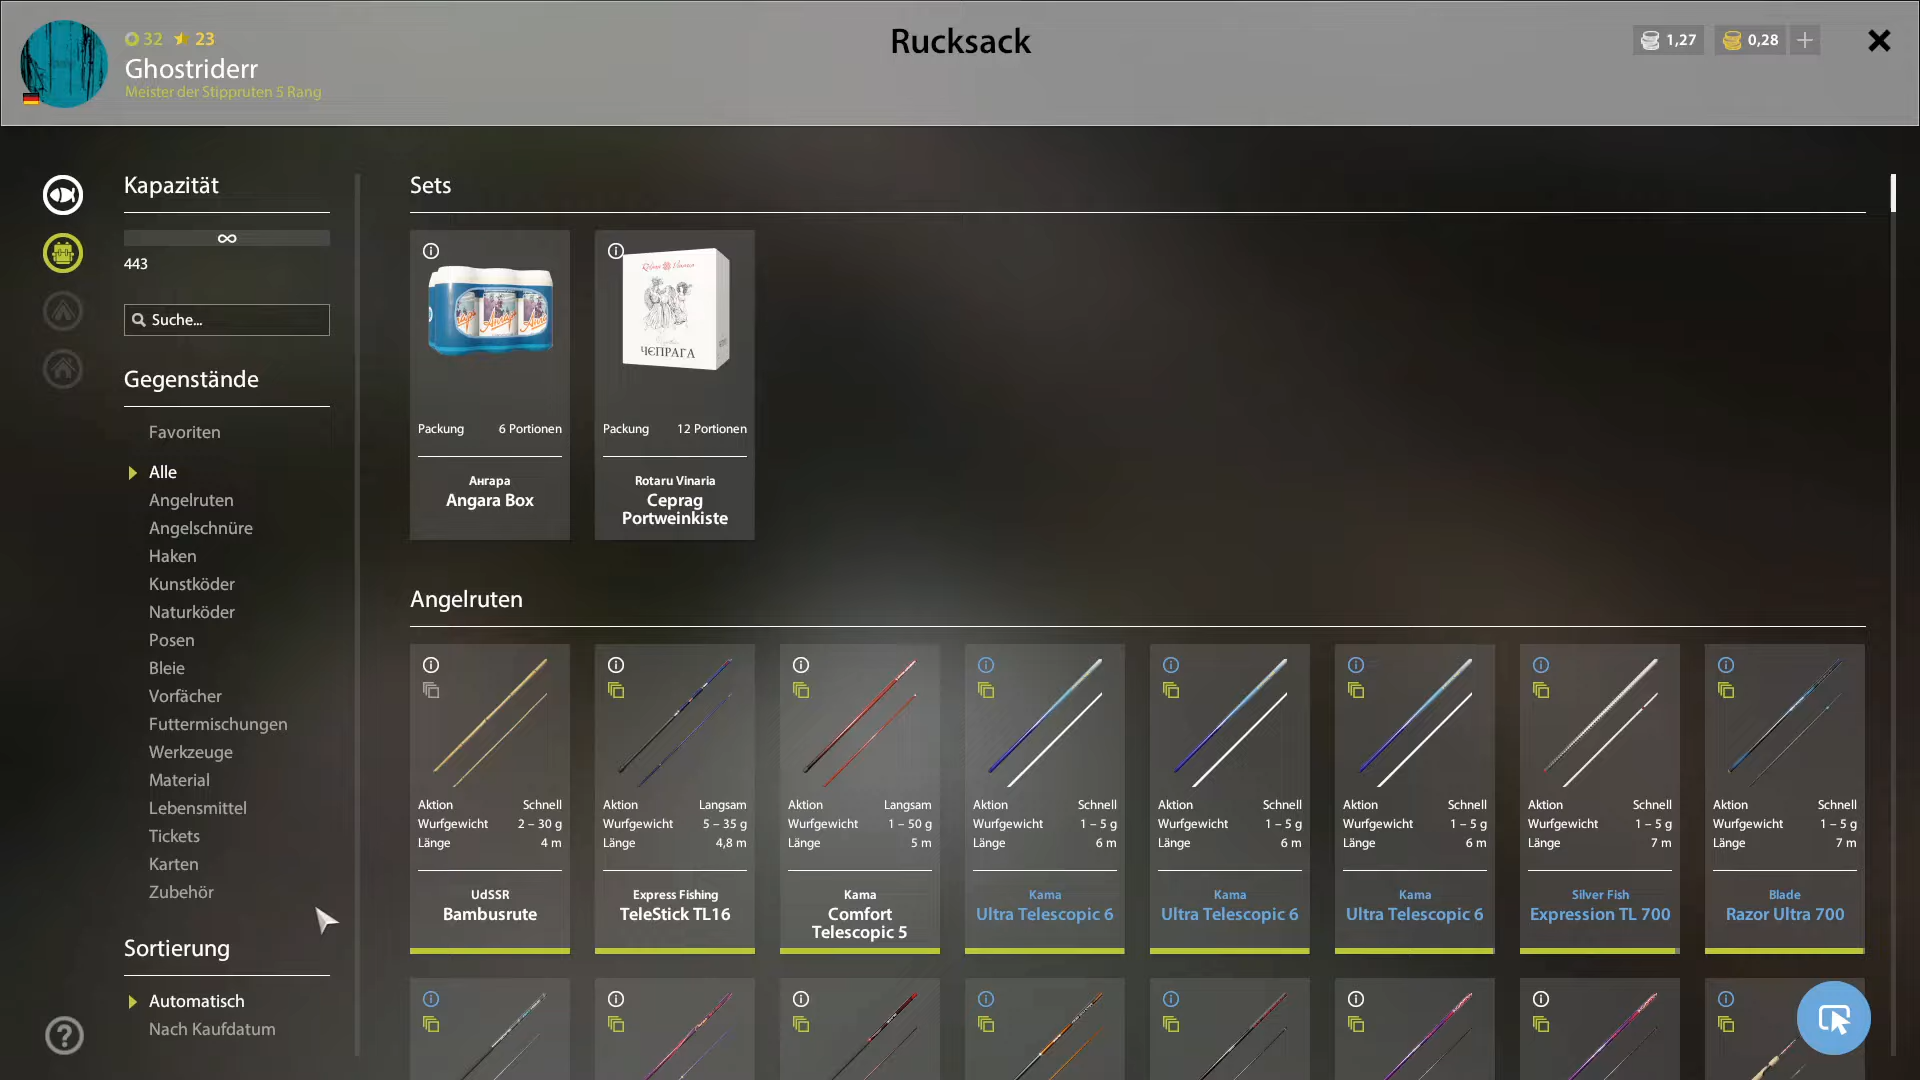 32 23
Ghostriderr
Meister der Stippruten 5 Rang
Rucksack
1,27 0,28
Kapazität
∞
443
Suche...
Gegenstände
Favoriten
Alle
Angelruten
Angelschnüre
Haken
Kunstköder
Naturköder
Posen
Bleie
Vorfächer
Futtermischungen
Werkzeuge
Material
Lebensmittel
Tickets
Karten
Zubehör
Sortierung
Automatisch
Nach Kaufdatum
Sets
ЧЕПРАГА
Packung 6 Portionen
Ангара
Angara Box
Packung 12 Portionen
Rotaru Vinaria
Ceprag
Portweinkiste
Angelruten
Aktion Schnell
Wurfgewicht 2 – 30 g
Länge 4 m
UdSSR
Bambusrute
Aktion Langsam
Wurfgewicht 5 – 35 g
Länge 4,8 m
Express Fishing
TeleStick TL16
Aktion Langsam
Wurfgewicht 1 – 50 g
Länge 5 m
Kama
Comfort
Telescopic 5
Aktion Schnell
Wurfgewicht 1 – 5 g
Länge 6 m
Kama
Ultra Telescopic 6
Aktion Schnell
Wurfgewicht 1 – 5 g
Länge 6 m
Kama
Ultra Telescopic 6
Aktion Schnell
Wurfgewicht 1 – 5 g
Länge 6 m
Kama
Ultra Telescopic 6
Aktion Schnell
Wurfgewicht 1 – 5 g
Länge 7 m
Silver Fish
Expression TL 700
Aktion Schnell
Wurfgewicht 1 – 5 g
Länge 7 m
Blade
Razor Ultra 700